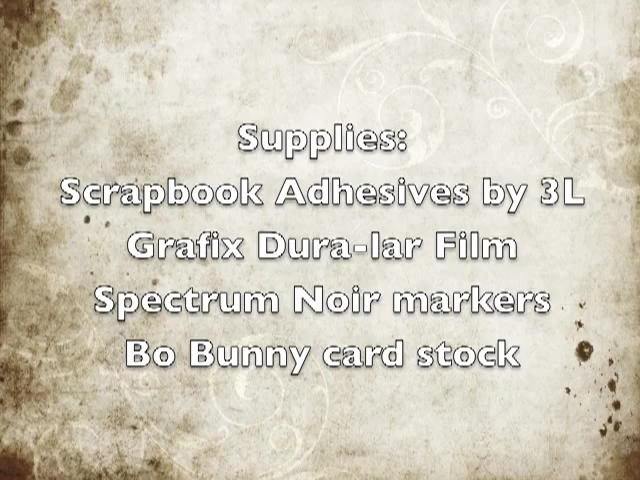 Supplies:
Scrapbook Adhesives by 3L
Grafix Dura-lar Film
Spectrum Noir markers
Bo Bunny card stock